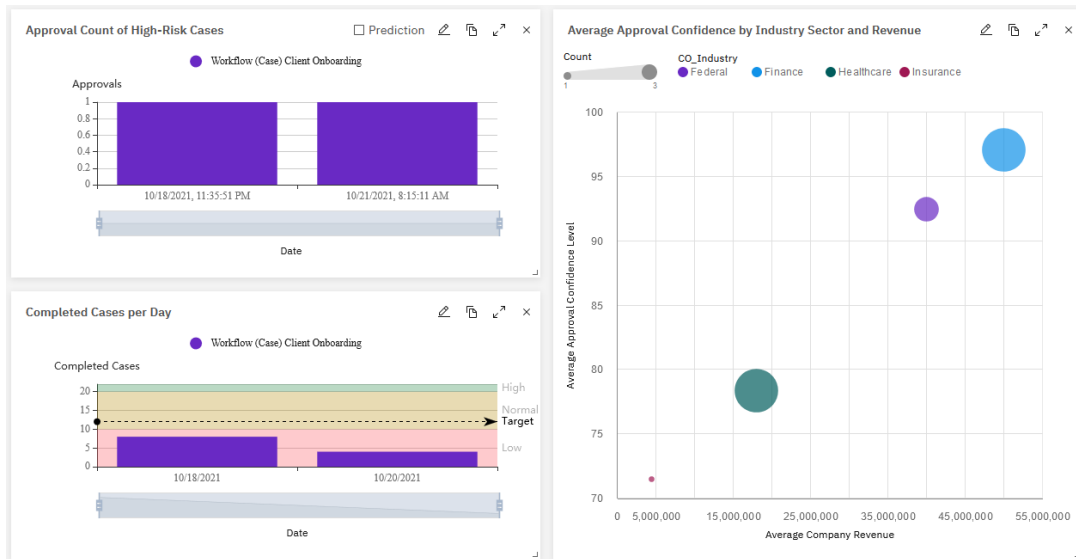 Approval Count of High-Risk Cases
Prediction
Workflow (Case) Client Onboarding
Approvals
1
0.8
0.6
0.4
0.2
0
10/18/2021, 11:35:51 PM 10/21/2021, 8:15:11 AM
Date
Completed Cases per Day
Workflow (Case) Client Onboarding
Completed Cases
High
20
15
Normal
Target
10
Low
5
0
10/18/2021 10/20/2021
Date
Average Approval Confidence by Industry Sector and Revenue
Count
1 3
CO_Industry
Federal Finance Healthcare Insurance
Average Approval Confidence Level
100
95
90
85
80
75
70
0 5,000,000 15,000,000 25,000,000 35,000,000 45,000,000 55,000,000
Average Company Revenue